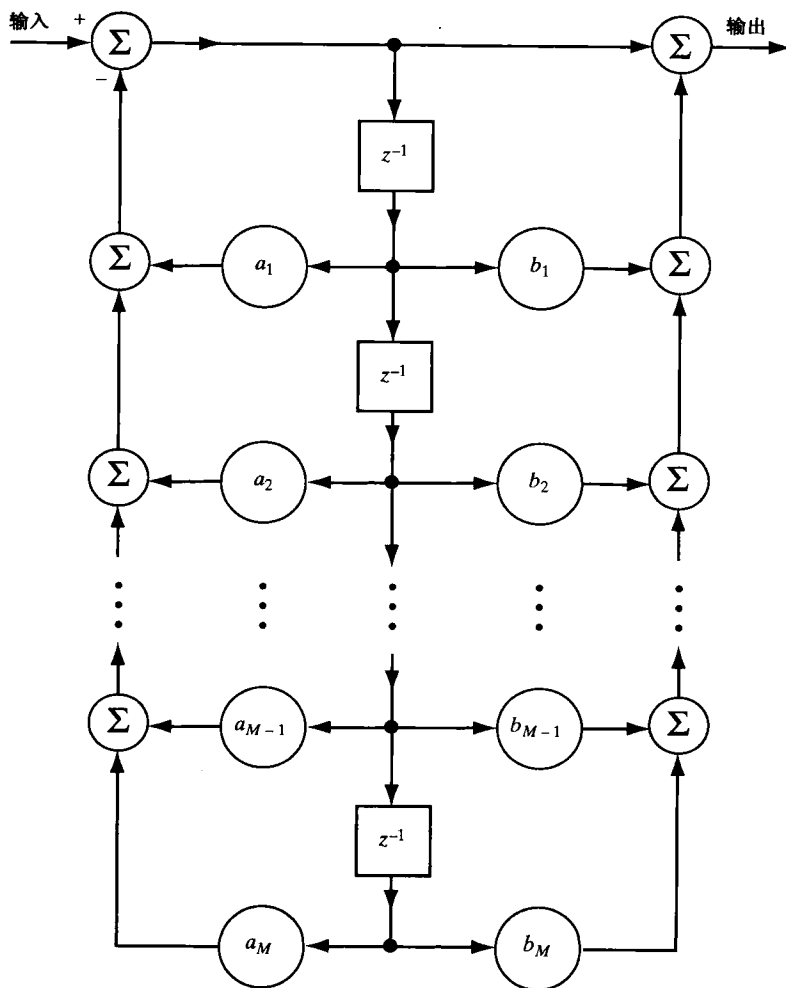 输入 + Σ Σ 输出
−
z⁻¹
Σ a₁ b₁ Σ
z⁻¹
Σ a₂ b₂ Σ
Σ a_{M−1} b_{M−1} Σ
z⁻¹
a_M b_M